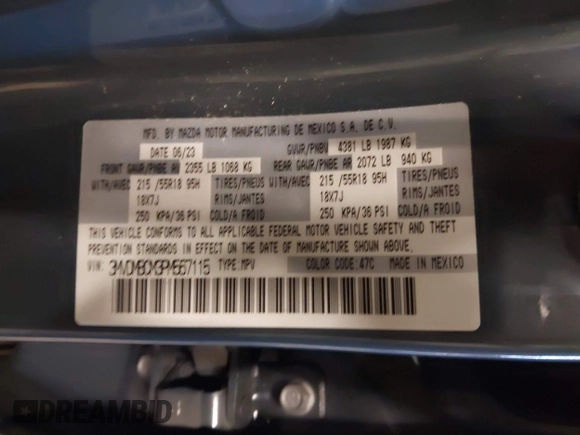 MFD. BY MAZDA MOTOR MANUFACTURING DE MEXICO S.A. DE C.V.
DATE 06/23 GVWR/PNBV 4381 LB 1987 KG
FRONT GAWR/PNBE AV 2355 LB 1068 KG REAR GAWR/PNBE AR 2072 LB 940 KG
WITH/AVEC 215 /55R18 95H TIRES/PNEUS WITH/AVEC 215 /55R18 95H TIRES/PNEUS
18X7J RIMS/JANTES 18X7J RIMS/JANTES
250 KPA/36 PSI COLD/A FROID 250 KPA/36 PSI COLD/A FROID
THIS VEHICLE CONFORMS TO ALL APPLICABLE FEDERAL MOTOR VEHICLE SAFETY AND THEFT
PREVENTION STANDARDS IN EFFECT ON THE DATE OF MANUFACTURE SHOWN ABOVE.
VIN: TYPE:MPV COLOR CODE:47C MADE IN MEXICO
DREAMBID